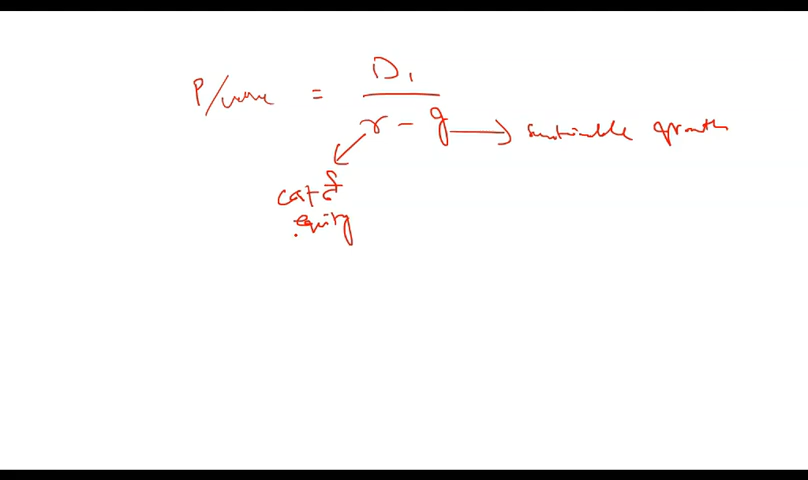 P/value = D₁
r - g → sustainable growth
cost of
equity